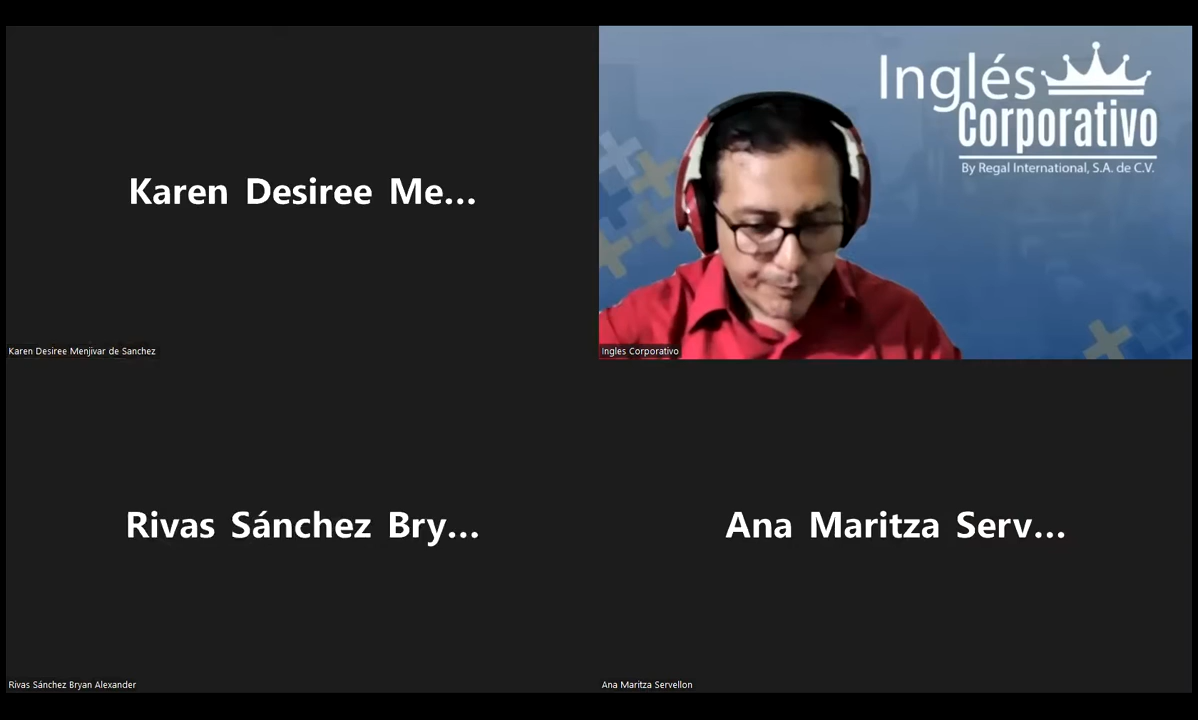 Karen Desiree Me...
Karen Desiree Menjivar de Sanchez
Inglés
Corporativo
By Regal International, S.A. de C.V.
Ingles Corporativo
Rivas Sánchez Bry...
Rivas Sánchez Bryan Alexander
Ana Maritza Serv...
Ana Maritza Servellon